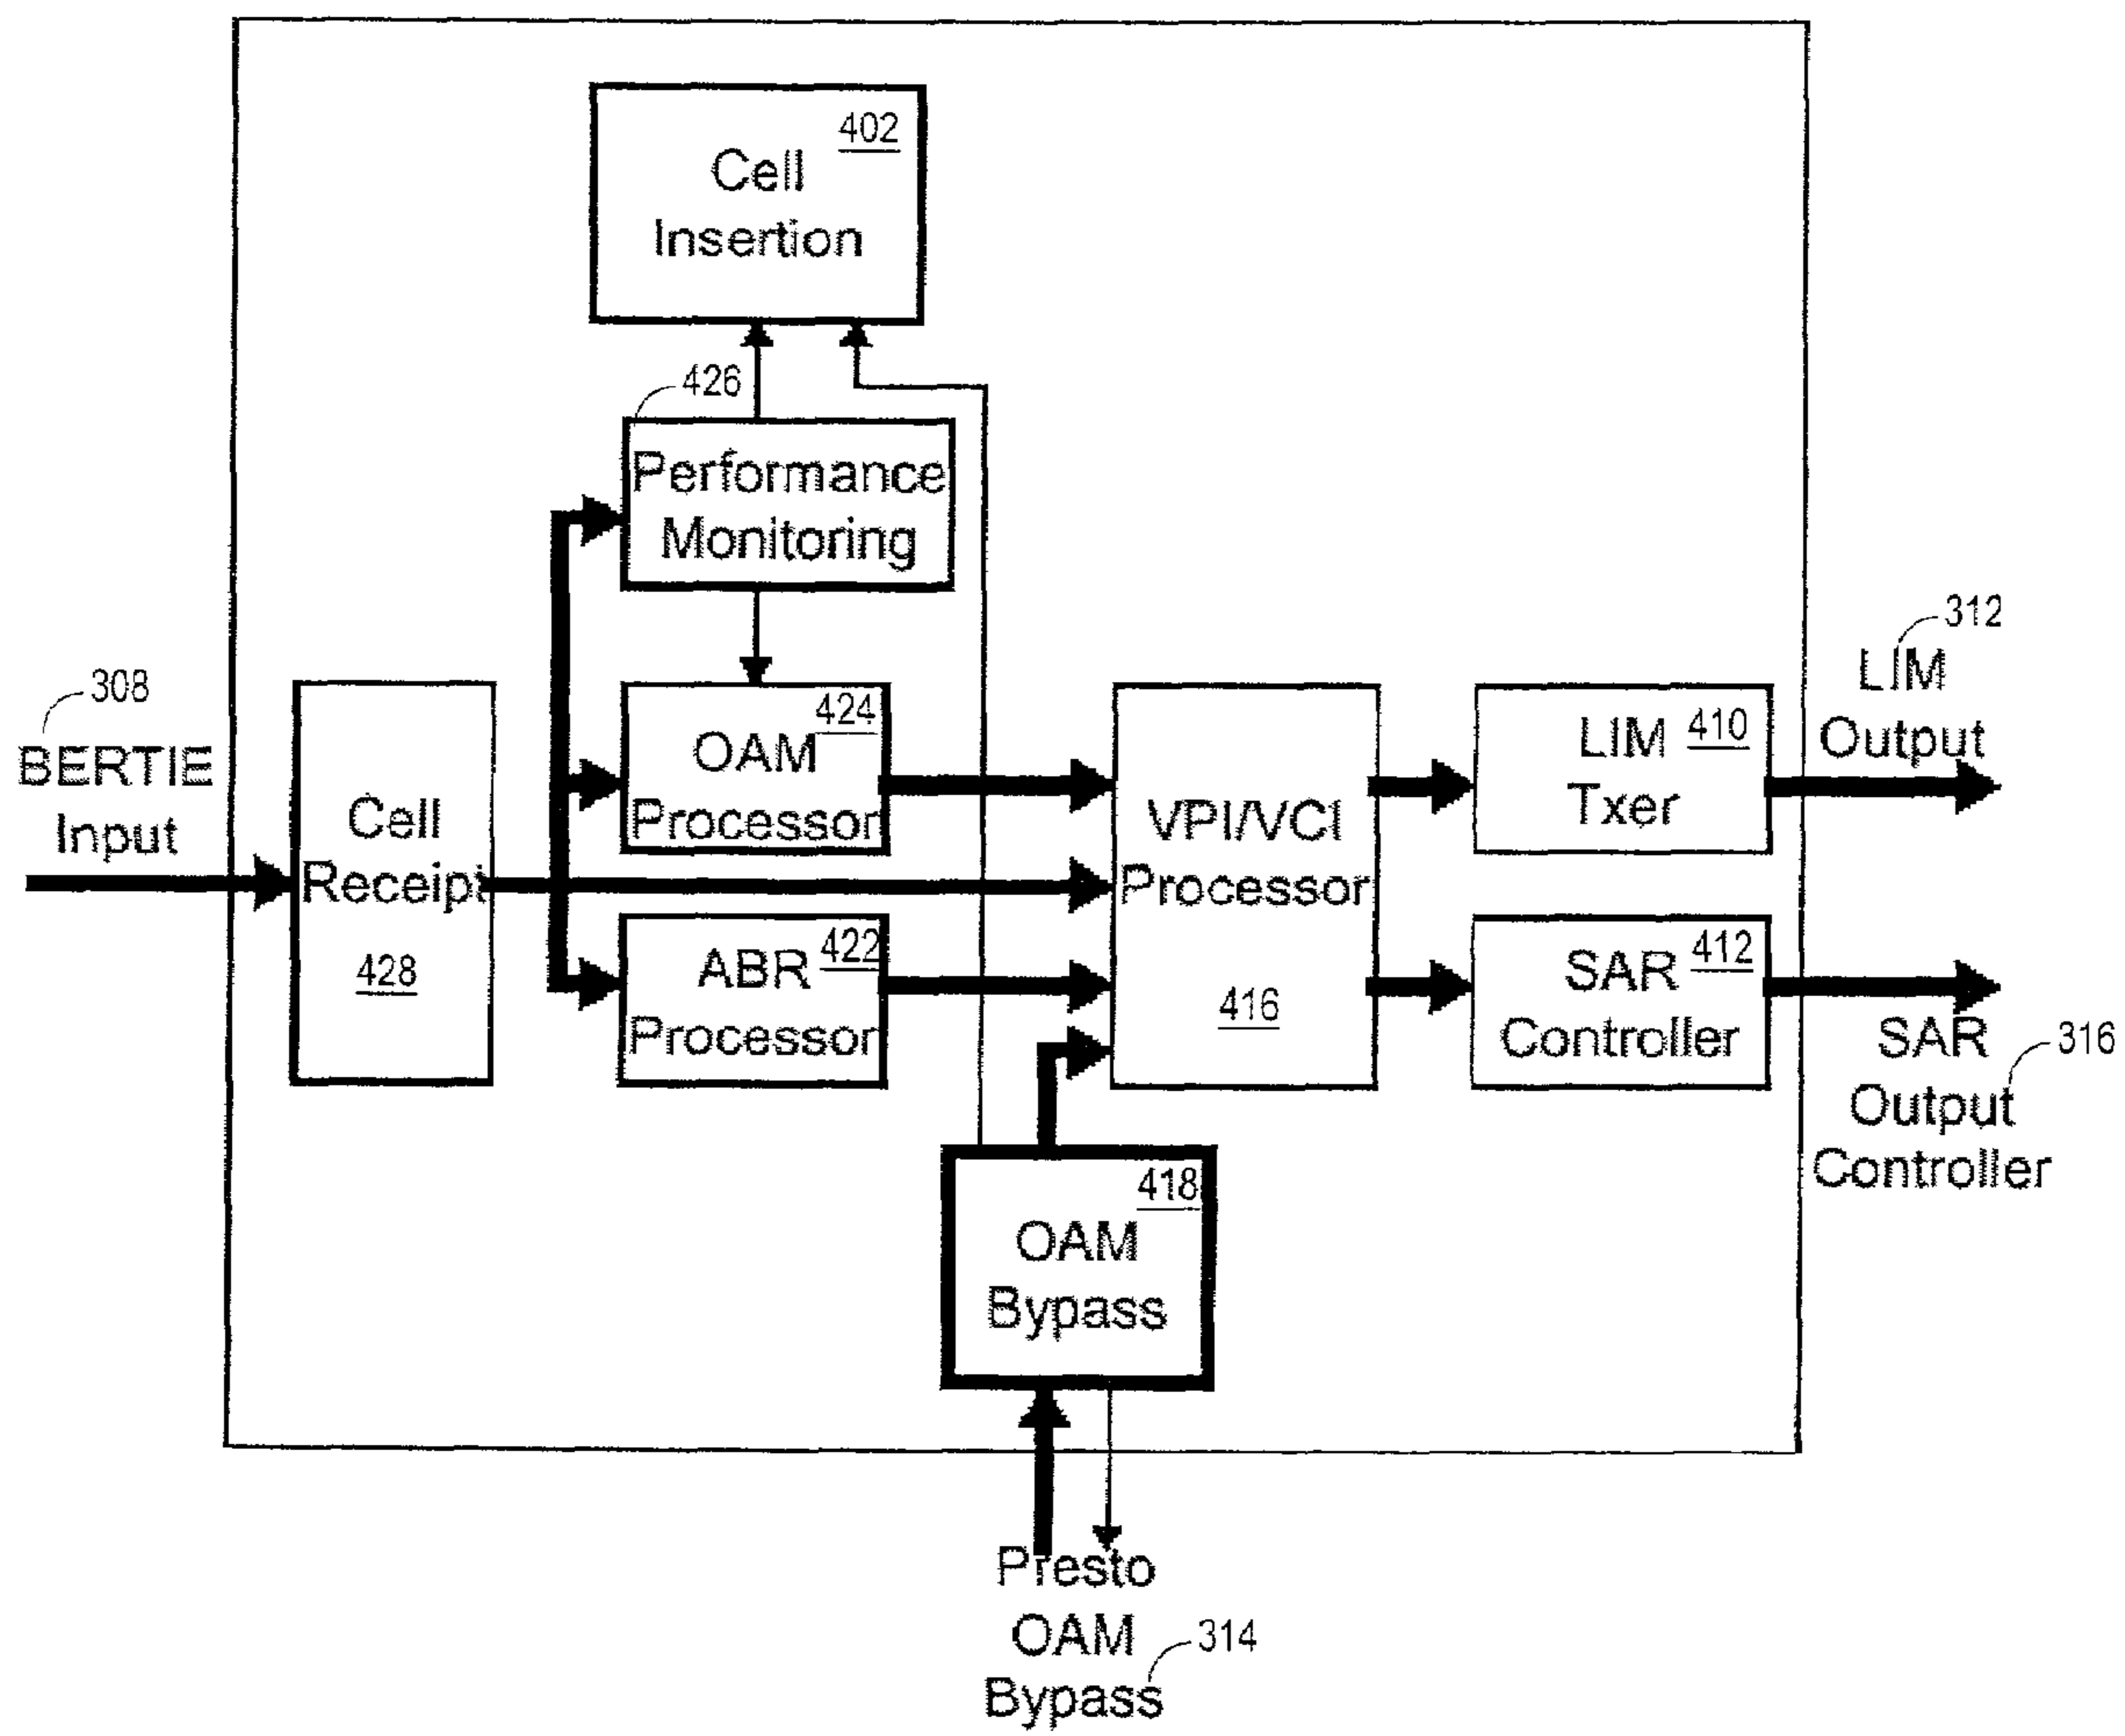 402
Cell
Insertion
426
Performance
Monitoring
308
BERTIE
Input
Cell
Receipt
428
424
OAM
Processor
ABR 422
Processor
VPI/VCI
Processor
416
LIM 410
Txer
SAR 412
Controller
312
LIM
Output
SAR 316
Output
Controller
418
OAM
Bypass
Presto
OAM 314
Bypass